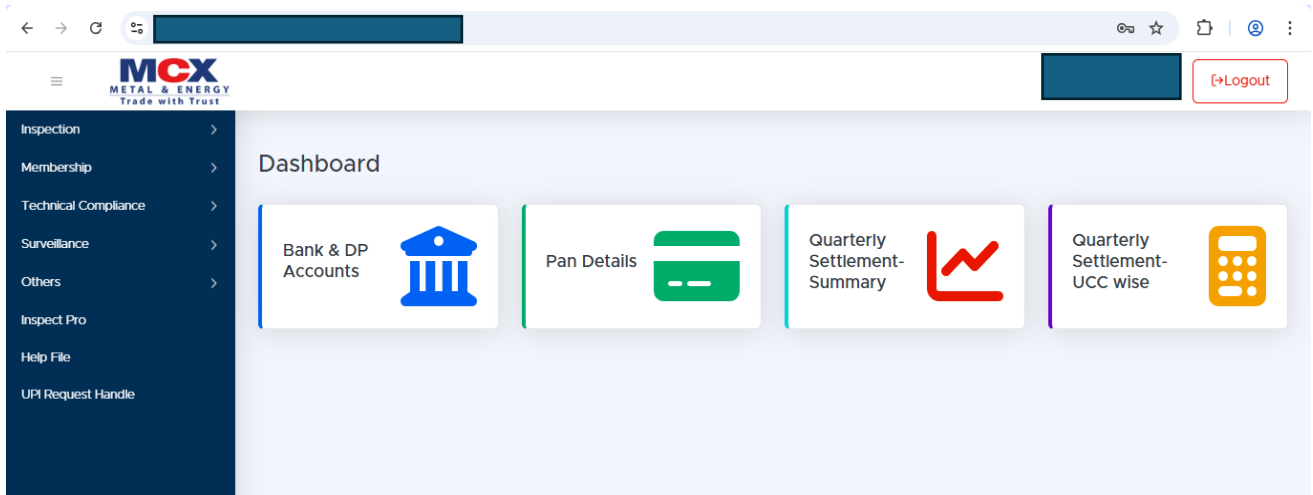 MCX
METAL & ENERGY
Trade with Trust
Logout
Inspection
Membership
Technical Compliance
Surveillance
Others
Inspect Pro
Help File
UPI Request Handle
Dashboard
Bank & DP
Accounts
Pan Details
Quarterly
Settlement-
Summary
Quarterly
Settlement-
UCC wise